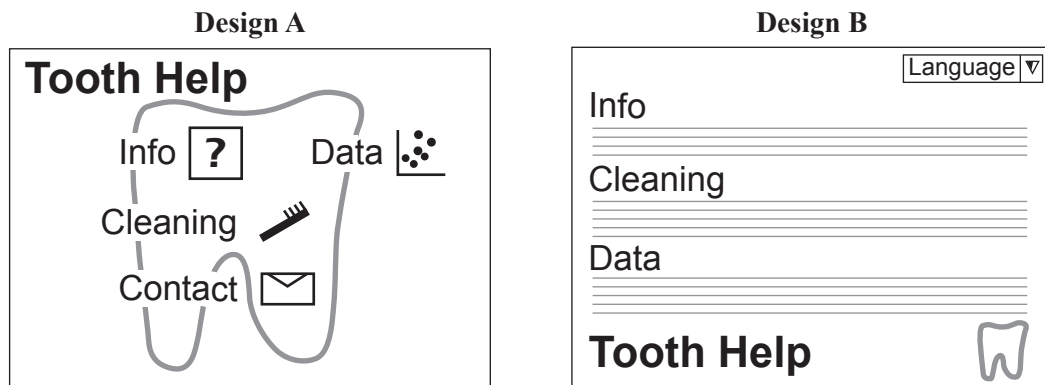 Design A
Tooth Help
Info ? Data
Cleaning
Contact
Design B
Language
Info
Cleaning
Data
Tooth Help